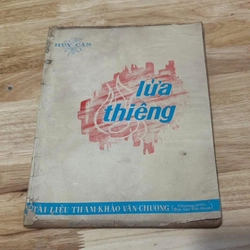 HUY CẬN
lửa
thiêng
TÀI LIỆU THAM-KHẢO VĂN CHƯƠNG